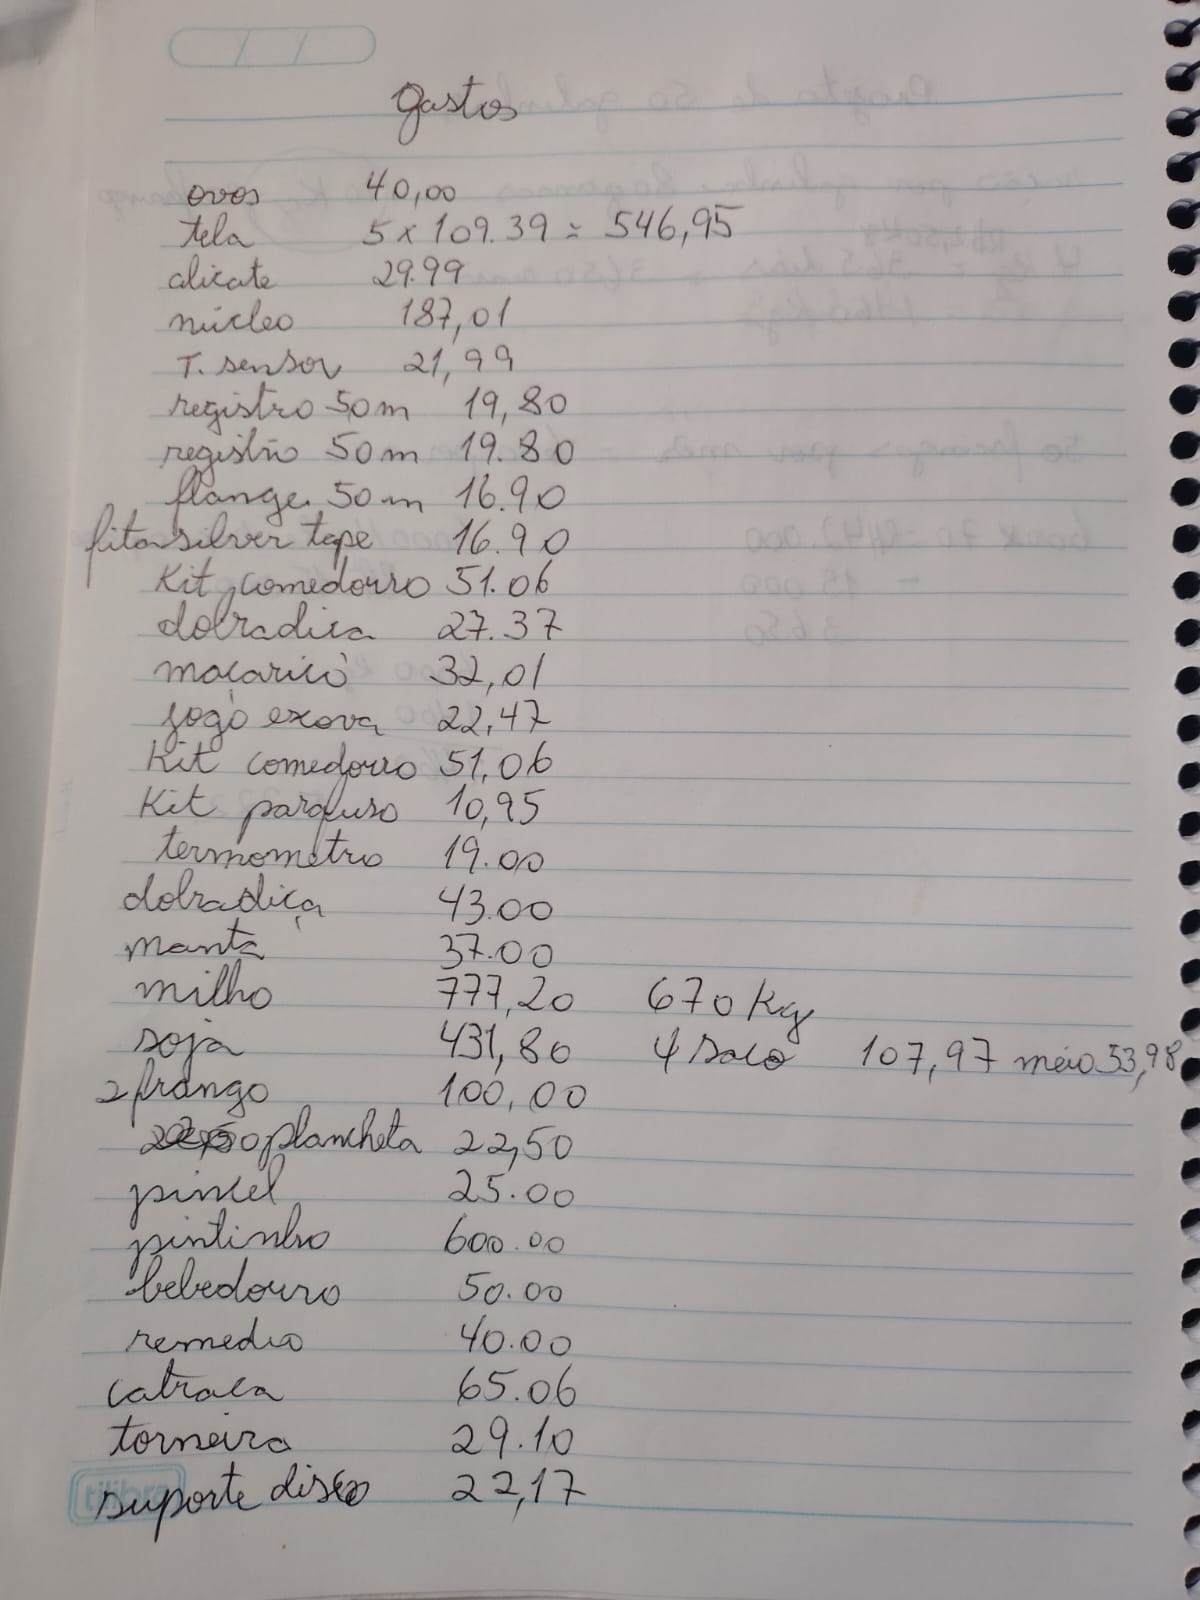 gastos
ovos 40,00
tela 5 x 109.39 = 546,95
alicate 29.99
núcleo 187,01
T. sensor 21,99
registro 50m 19,80
registro 50m 19.80
flange 50m 16.90
fita silver tape 16.90
Kit comedouro 51.06
dobradica 27.37
maçarico 32,01
jogo exova 22,47
Kit comedouro 51,06
Kit parafuso 10,95
termometro 19.00
dobradiça 43.00
manta 37.00
milho 777,20 670 Kg
soja 431,80 4 saco 107,97 meio 53,98
2 frango 100,00
plancheta 22,50
pincel 25.00
pintinho 600.00
bebedouro 50.00
remedio 40.00
catraca 65.06
torneira 29.10
suporte disco 22,17
tilibra